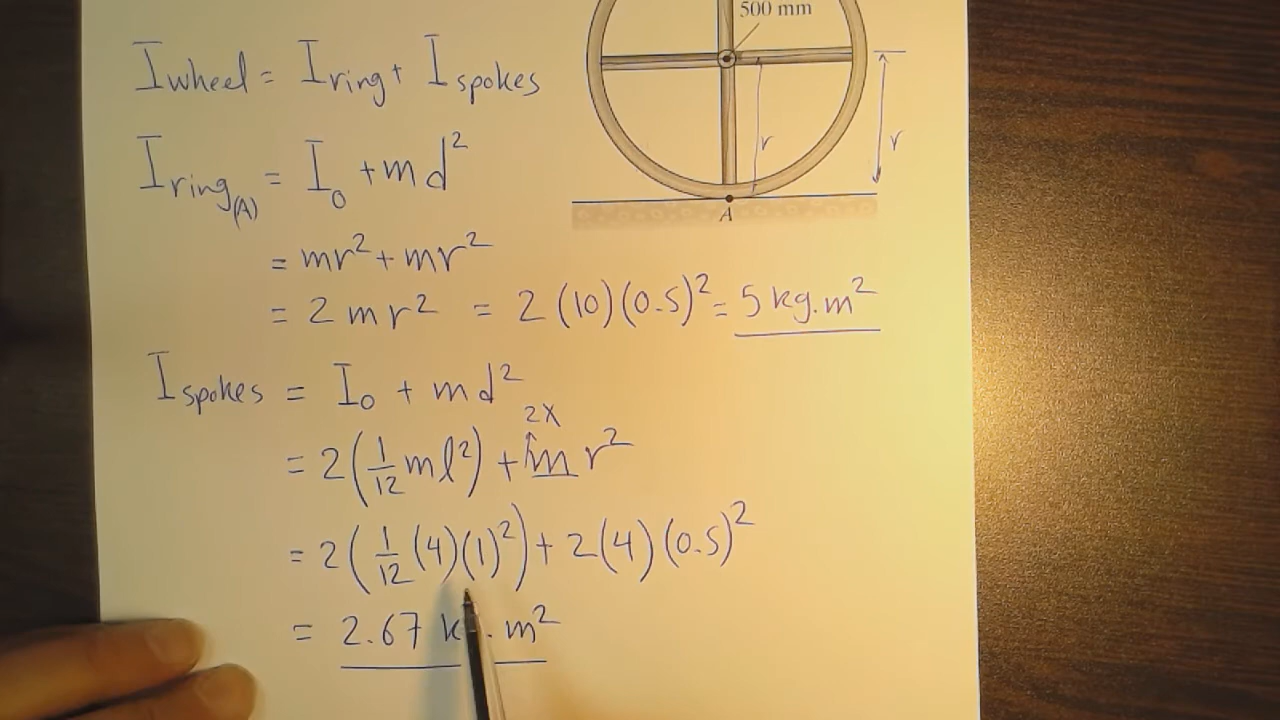 500 mm
I wheel = I ring + I spokes
r
r
A
I ring (A) = I₀ + md²
= mr² + mr²
= 2 mr² = 2 (10)(0.5)² = 5 kg.m²
I spokes = I₀ + md²
2X
= 2(1/12 ml²) + mr²
= 2(1/12 (4)(1)²) + 2(4)(0.5)²
= 2.67 k . m²